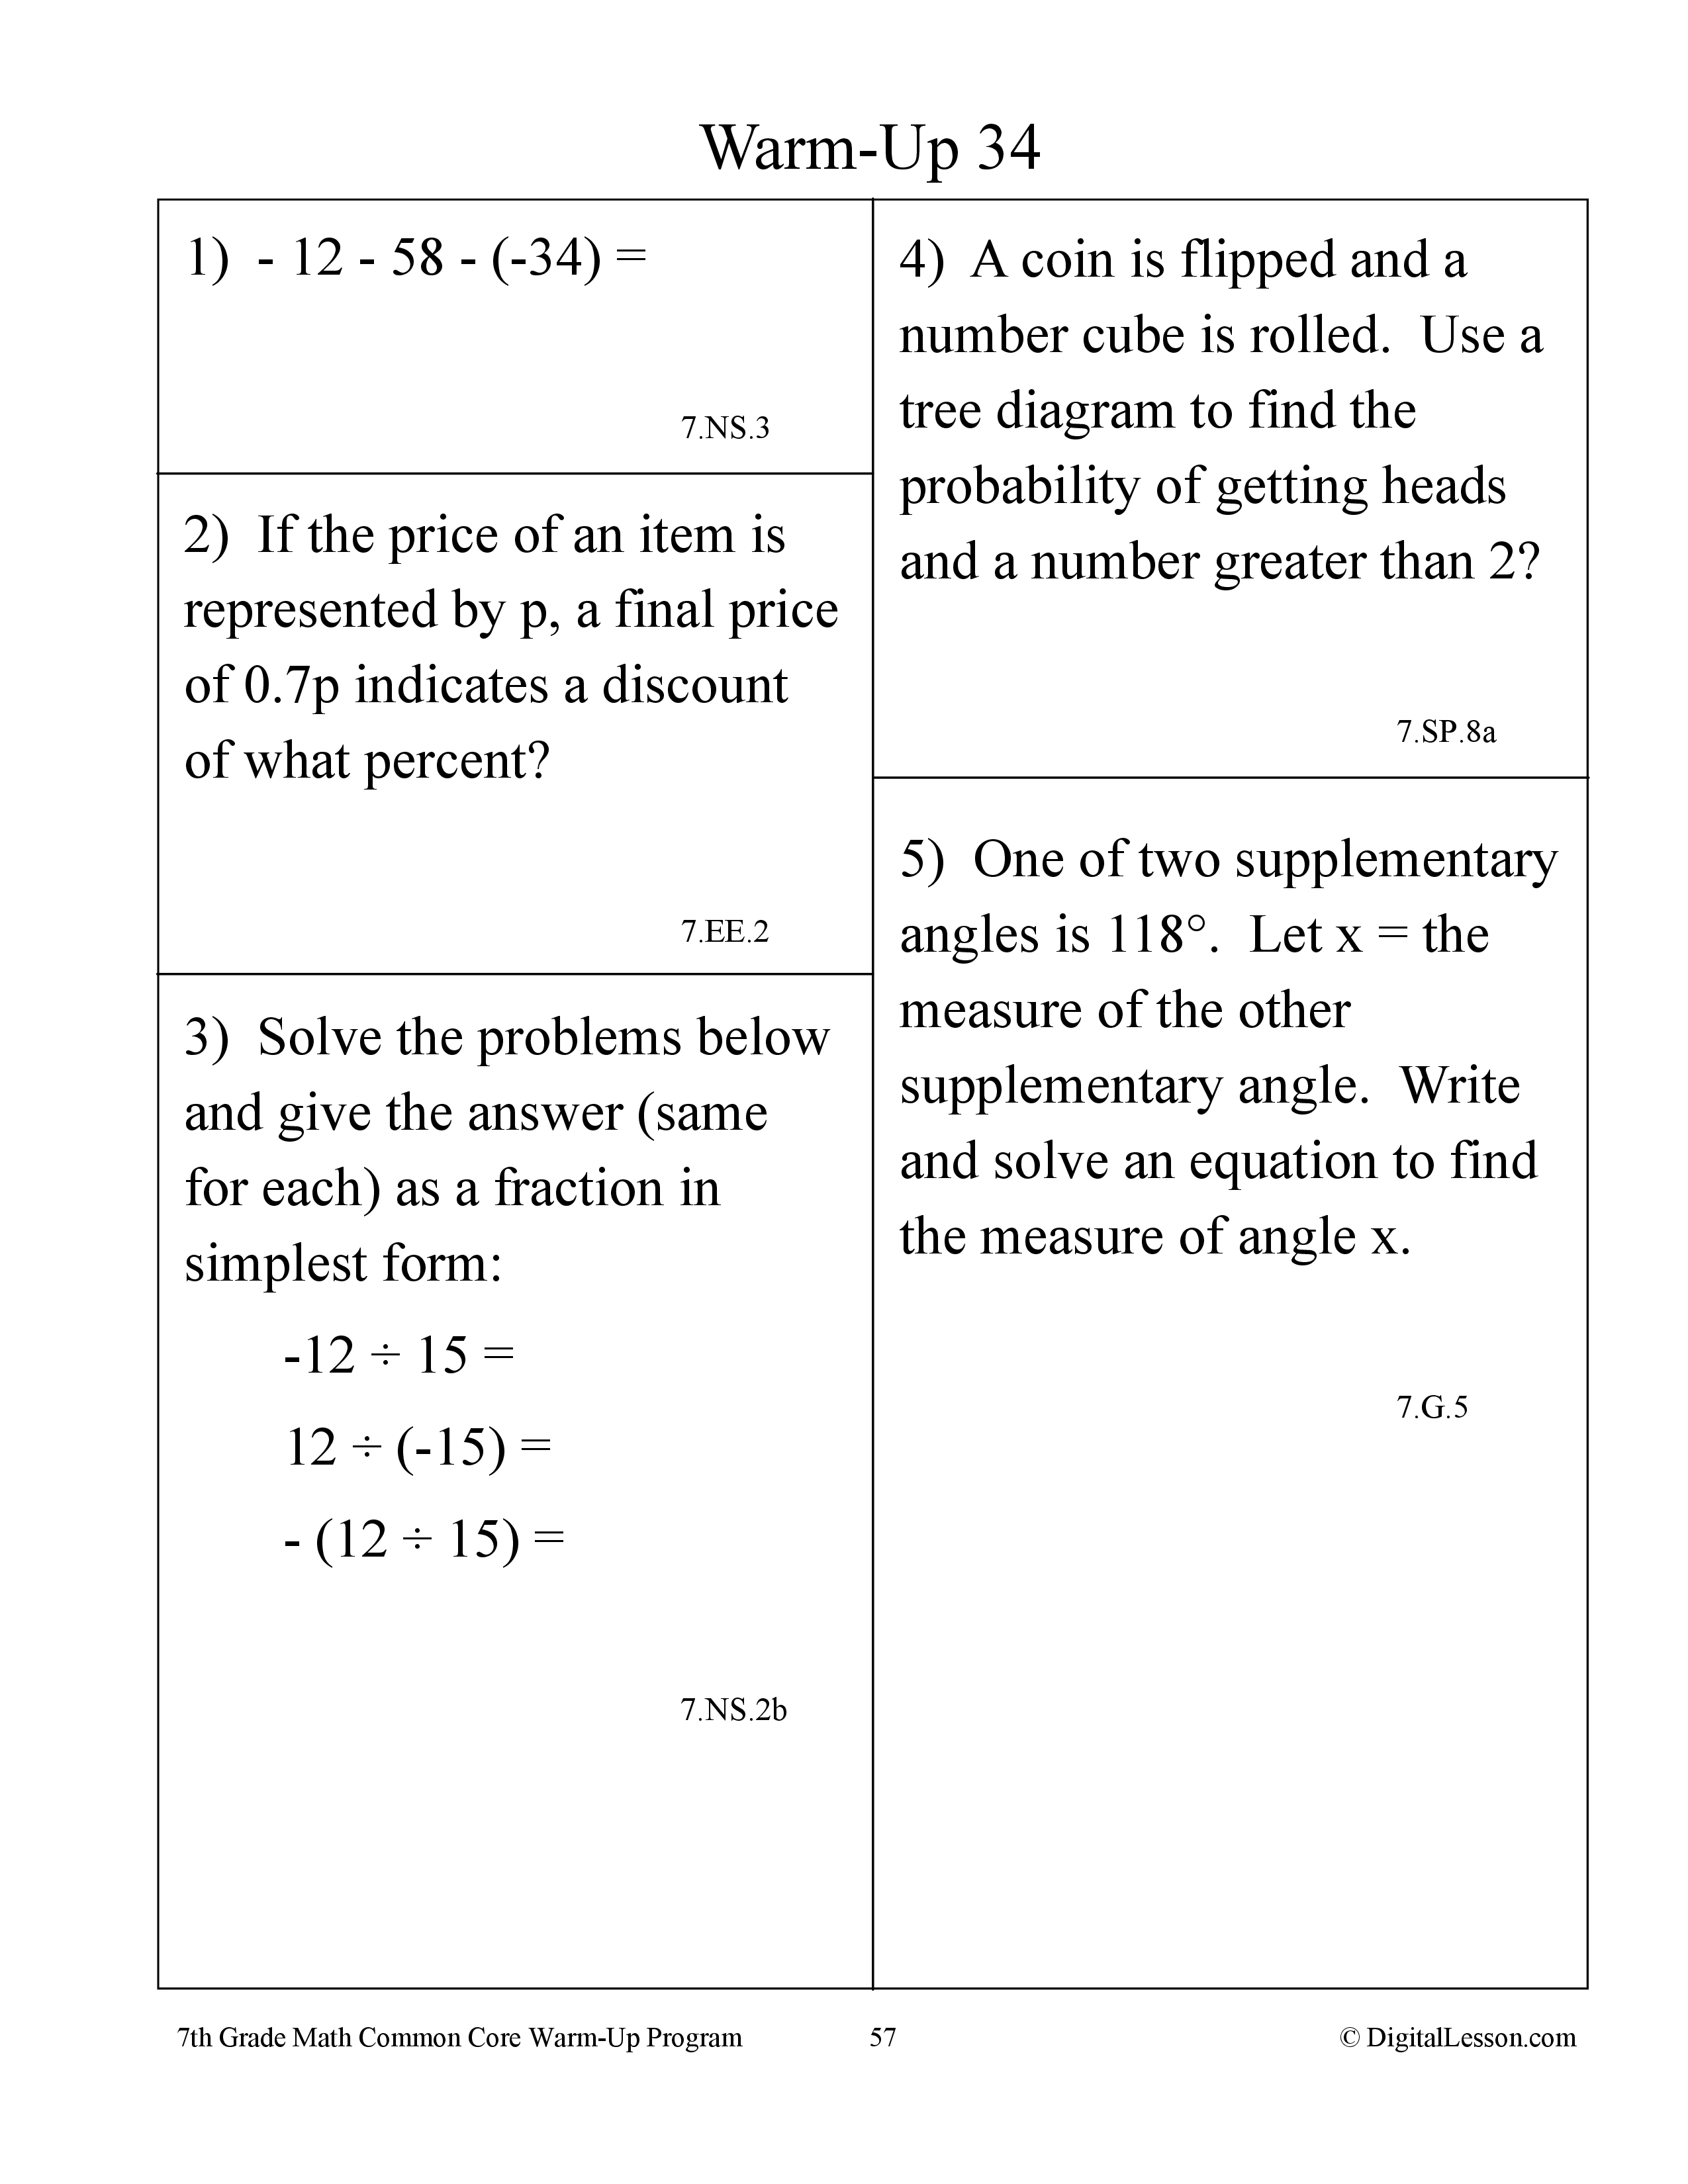 Warm-Up 34
1) - 12 - 58 - (-34) =
7.NS.3
2) If the price of an item is
represented by p, a final price
of 0.7p indicates a discount
of what percent?
7.EE.2
3) Solve the problems below
and give the answer (same
for each) as a fraction in
simplest form:
-12 ÷ 15 =
12 ÷ (-15) =
- (12 ÷ 15) =
7.NS.2b
4) A coin is flipped and a
number cube is rolled. Use a
tree diagram to find the
probability of getting heads
and a number greater than 2?
7.SP.8a
5) One of two supplementary
angles is 118°. Let x = the
measure of the other
supplementary angle. Write
and solve an equation to find
the measure of angle x.
7.G.5
7th Grade Math Common Core Warm-Up Program 57 © DigitalLesson.com